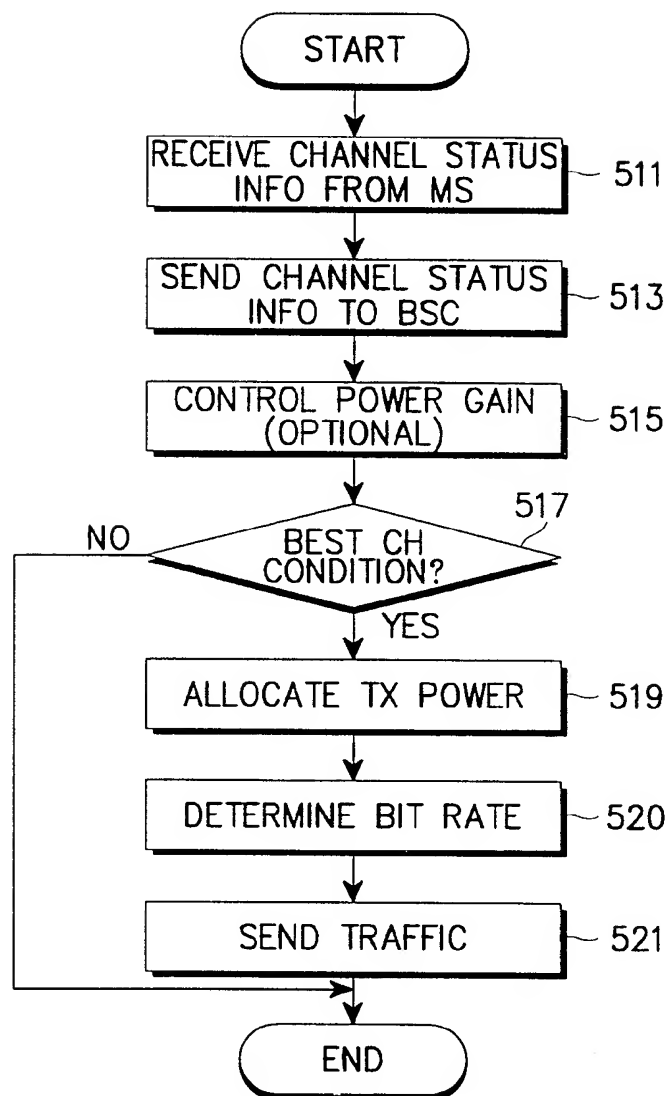 START
RECEIVE CHANNEL STATUS
INFO FROM MS
511
SEND CHANNEL STATUS
INFO TO BSC
513
CONTROL POWER GAIN
(OPTIONAL)
515
517
NO
BEST CH
CONDITION?
YES
ALLOCATE TX POWER
519
DETERMINE BIT RATE
520
SEND TRAFFIC
521
END